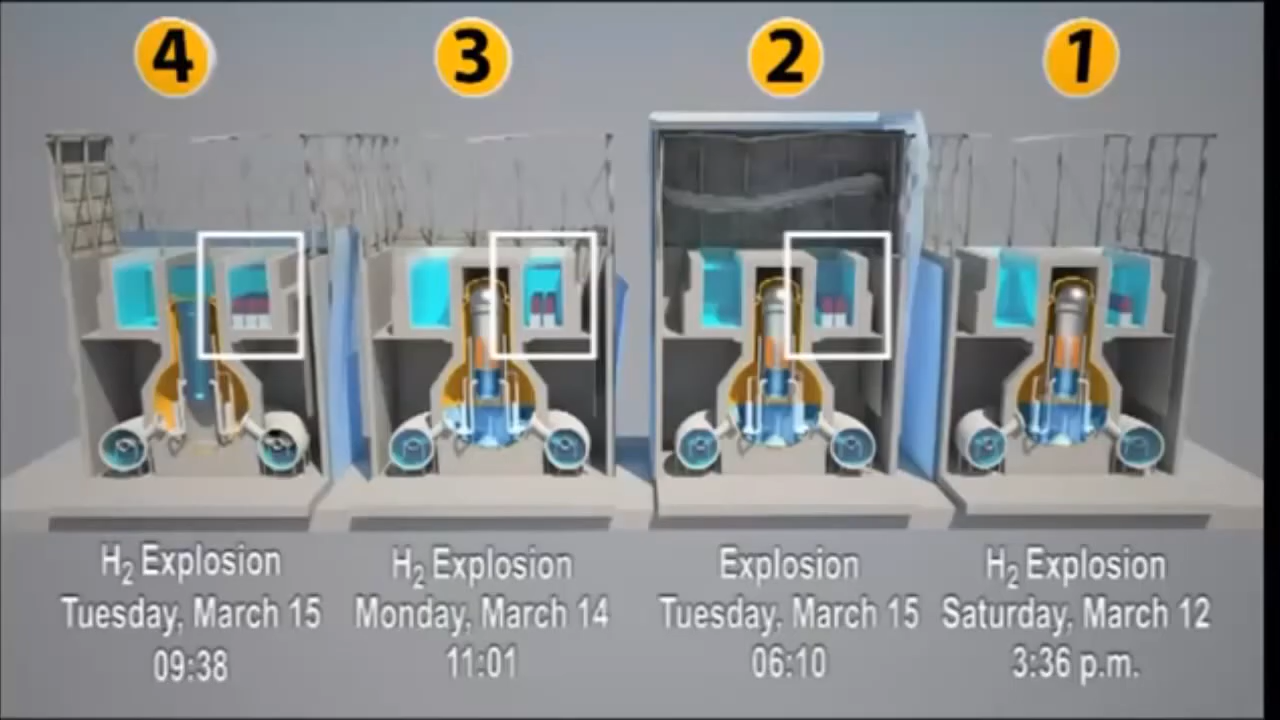 4
3
2
1
H₂ Explosion
Tuesday, March 15
09:38
H₂ Explosion
Monday, March 14
11:01
Explosion
Tuesday, March 15
06:10
H₂ Explosion
Saturday, March 12
3:36 p.m.